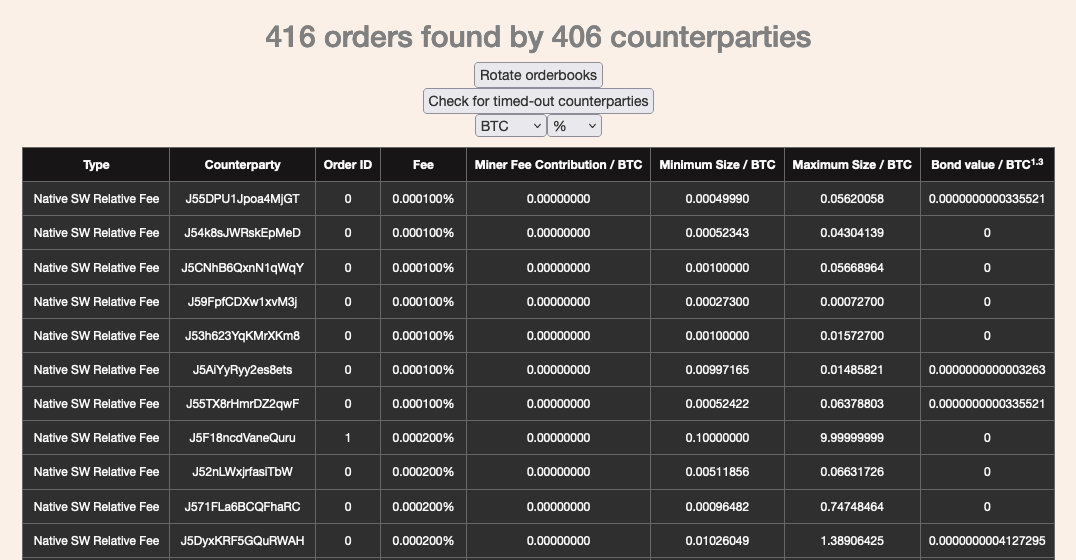 416 orders found by 406 counterparties
Rotate orderbooks
Check for timed-out counterparties
BTC %
Type Counterparty Order ID Fee Miner Fee Contribution / BTC Minimum Size / BTC Maximum Size / BTC Bond value / BTC1.3
Native SW Relative Fee J55DPU1Jpoa4MjGT 0 0.000100% 0.00000000 0.00049990 0.05620058 0.0000000000335521
Native SW Relative Fee J54k8sJWRskEpMeD 0 0.000100% 0.00000000 0.00052343 0.04304139 0
Native SW Relative Fee J5CNhB6QxnN1qWqY 0 0.000100% 0.00000000 0.00100000 0.05668964 0
Native SW Relative Fee J59FpfCDXw1xvM3j 0 0.000100% 0.00000000 0.00027300 0.00072700 0
Native SW Relative Fee J53h623YqKMrXKm8 0 0.000100% 0.00000000 0.00100000 0.01572700 0
Native SW Relative Fee J5AiYyRyy2es8ets 0 0.000100% 0.00000000 0.00997165 0.01485821 0.0000000000003263
Native SW Relative Fee J55TX8rHmrDZ2qwF 0 0.000100% 0.00000000 0.00052422 0.06378803 0.0000000000335521
Native SW Relative Fee J5F18ncdVaneQuru 1 0.000200% 0.00000000 0.10000000 9.99999999 0
Native SW Relative Fee J52nLWxjrfasiTbW 0 0.000200% 0.00000000 0.00511856 0.06631726 0
Native SW Relative Fee J571FLa6BCQFhaRC 0 0.000200% 0.00000000 0.00096482 0.74748464 0
Native SW Relative Fee J5DyxKRF5GQuRWAH 0 0.000200% 0.00000000 0.01026049 1.38906425 0.0000000004127295